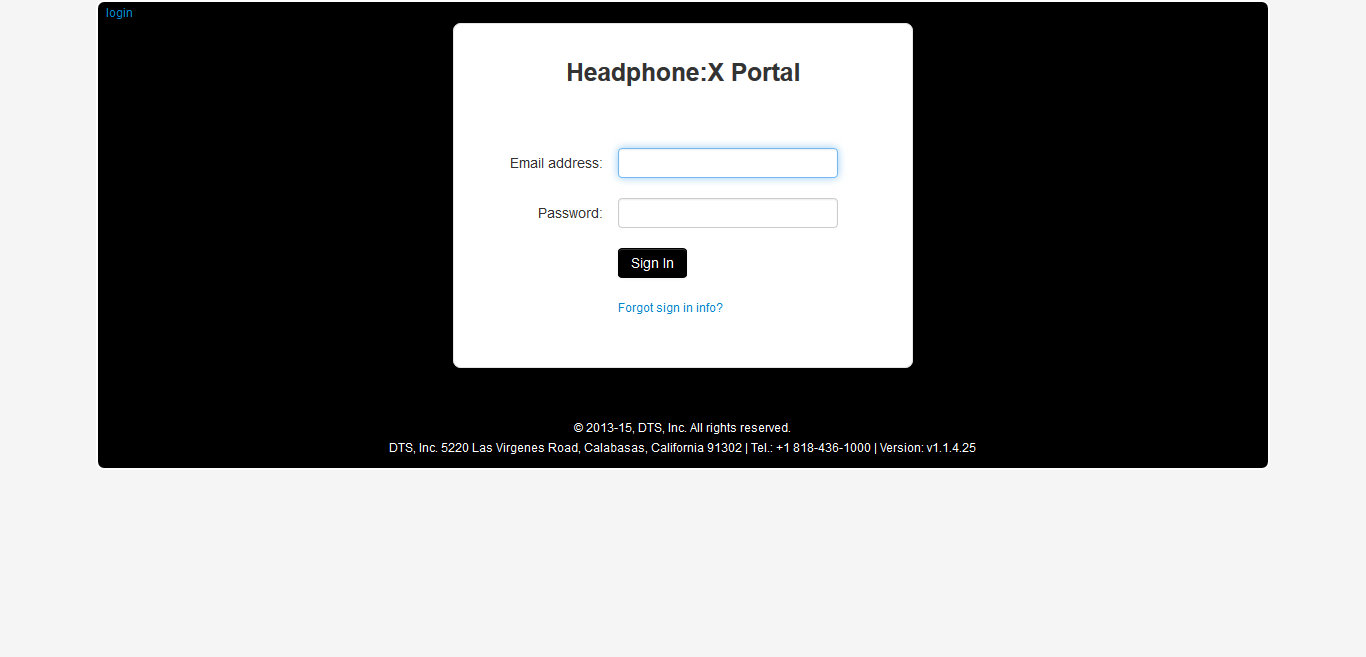 login
Headphone:X Portal
Email address:
Password:
Sign In
Forgot sign in info?
© 2013-15, DTS, Inc. All rights reserved.
DTS, Inc. 5220 Las Virgenes Road, Calabasas, California 91302 | Tel.: +1 818-436-1000 | Version: v1.1.4.25